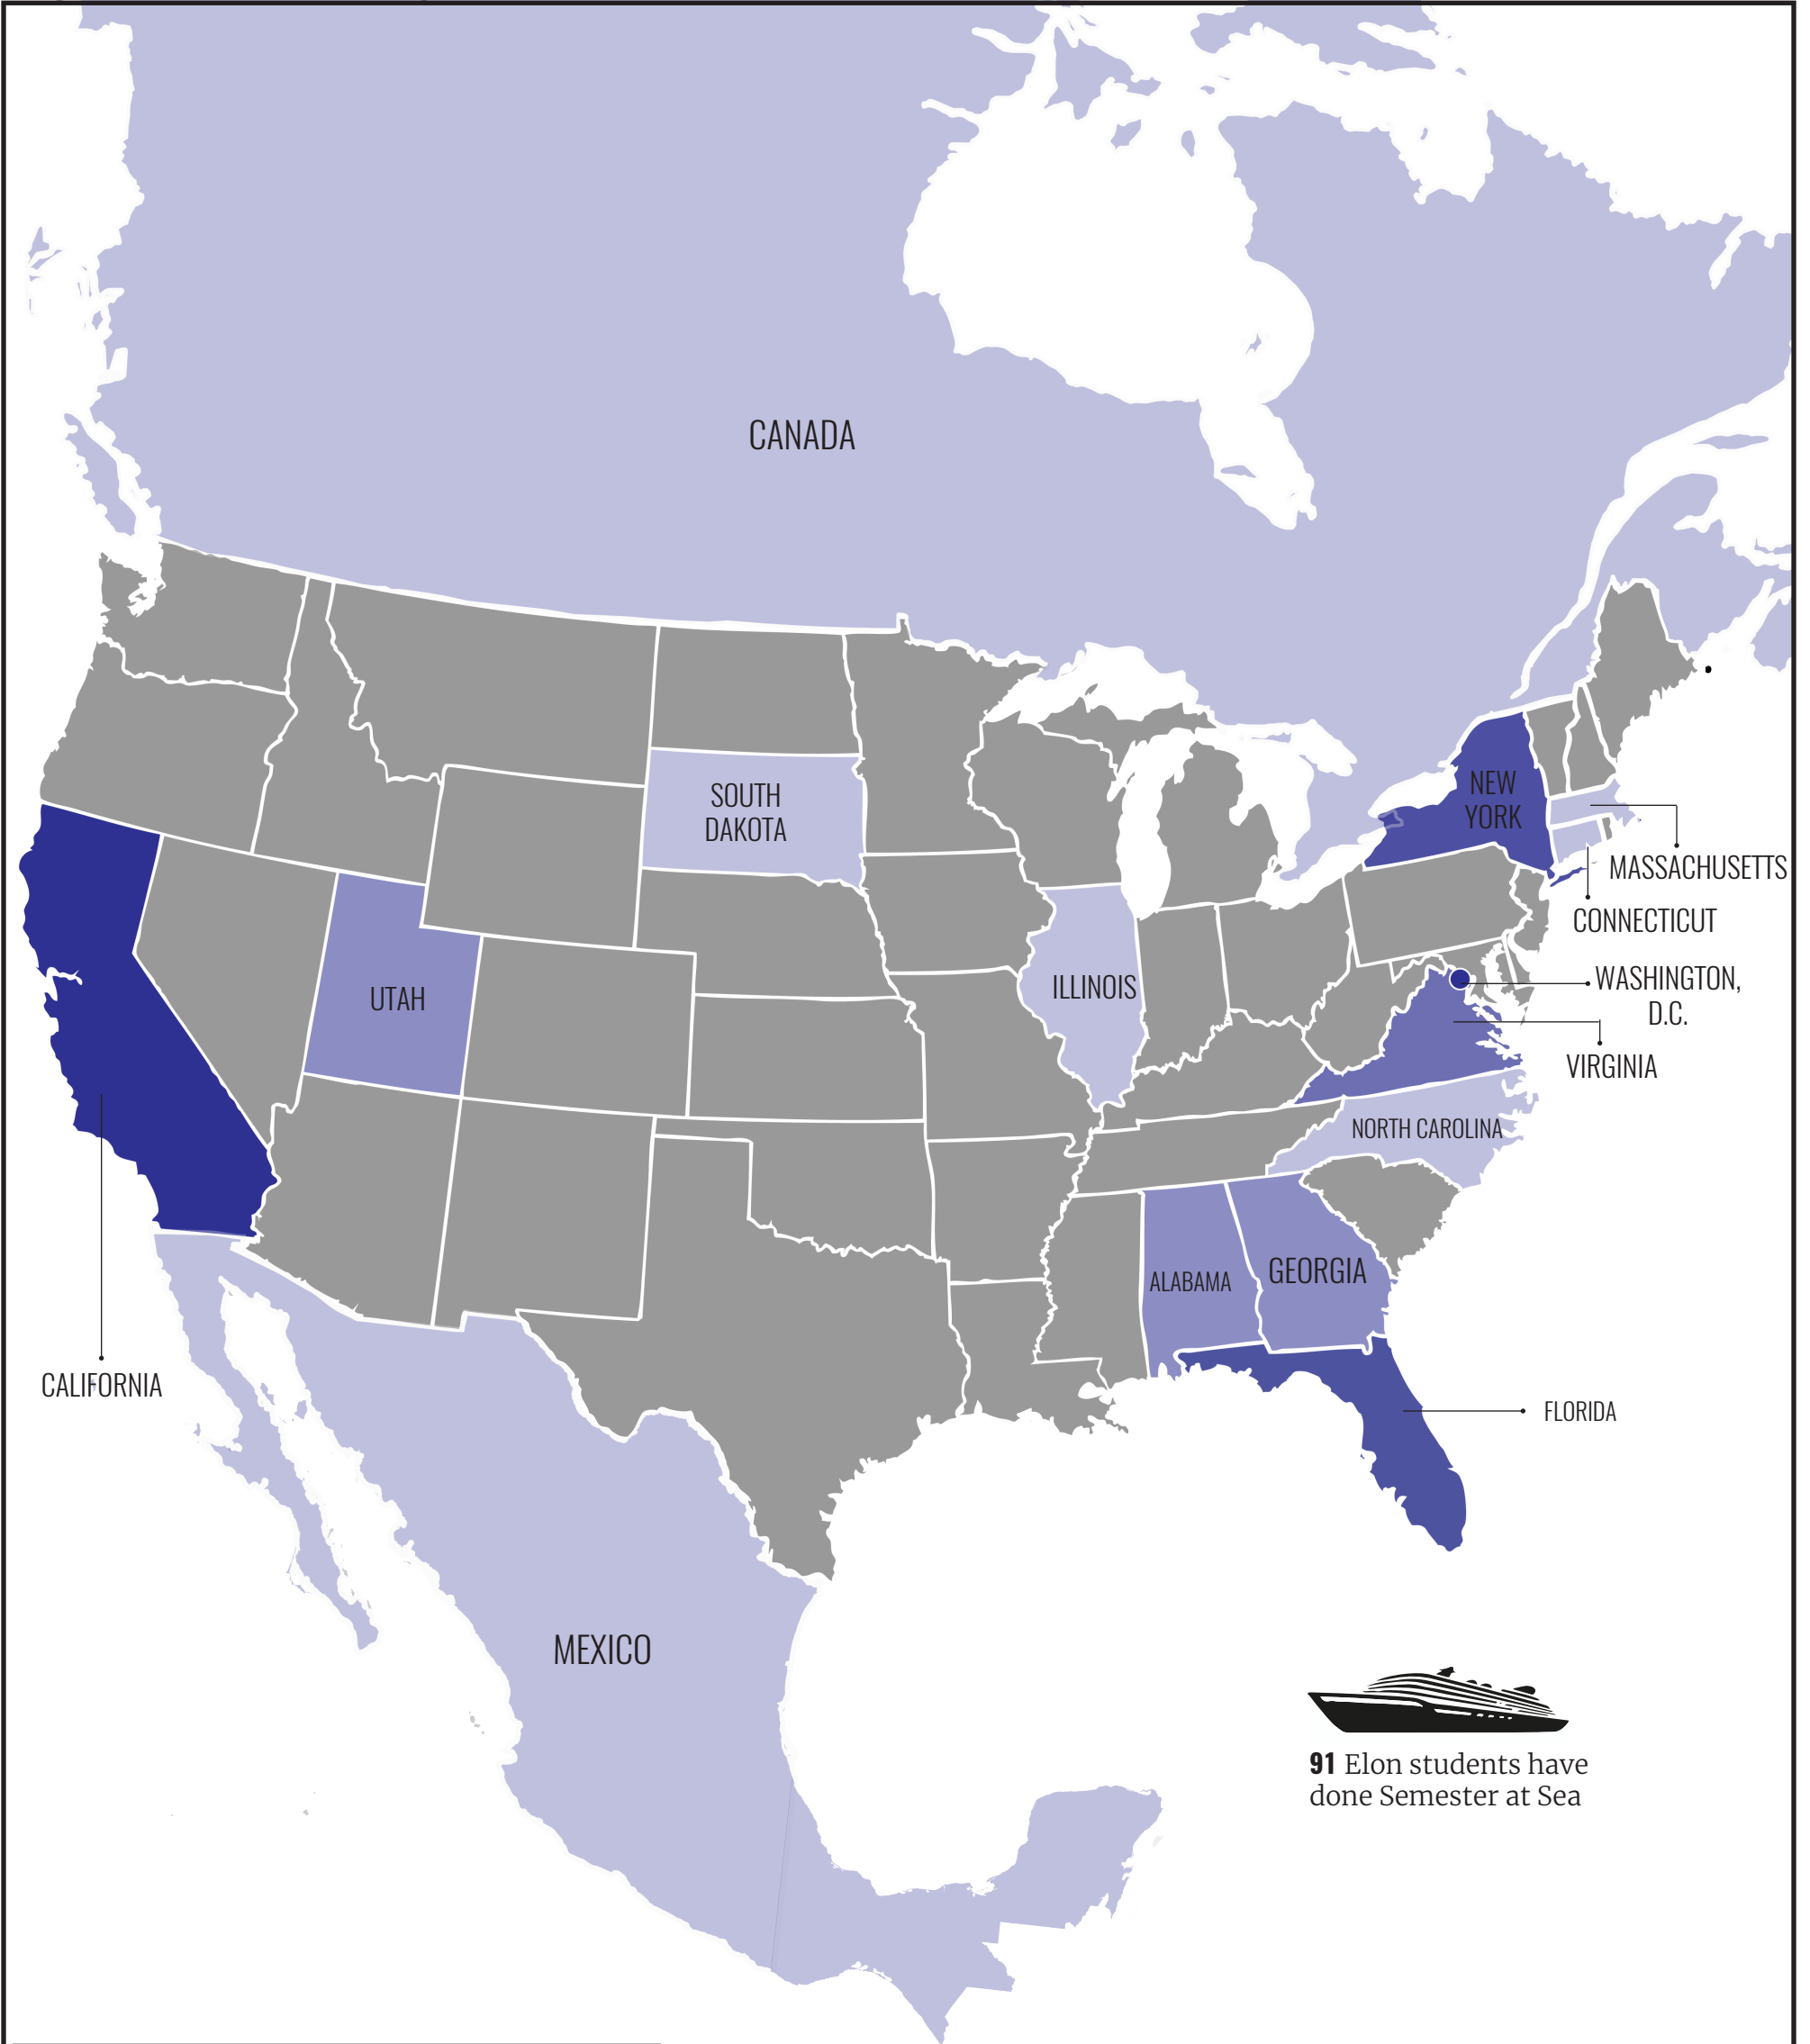 CANADA
SOUTH
DAKOTA
NEW
YORK
MASSACHUSETTS
CONNECTICUT
WASHINGTON,
D.C.
UTAH
ILLINOIS
VIRGINIA
NORTH CAROLINA
ALABAMA
GEORGIA
CALIFORNIA
FLORIDA
MEXICO
91 Elon students have
done Semester at Sea